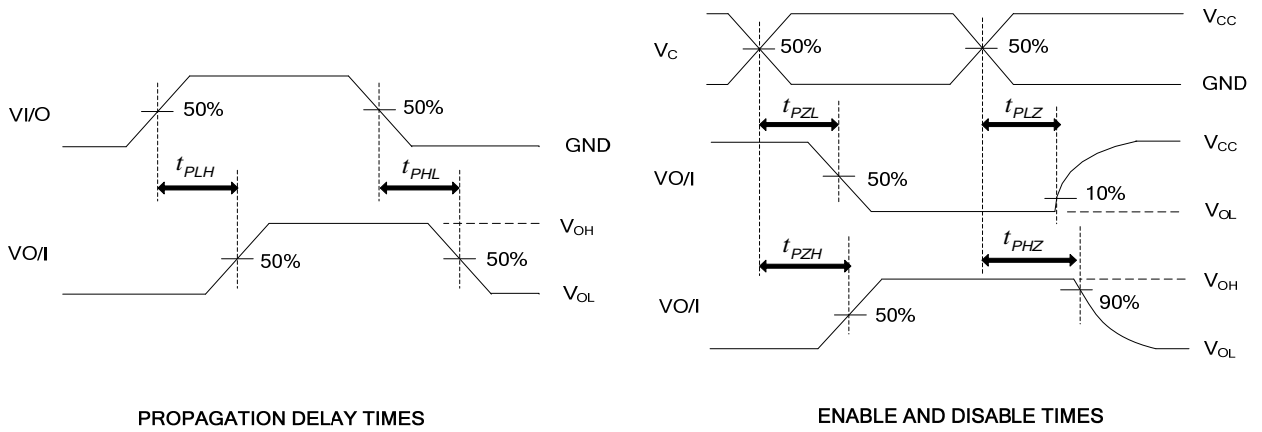 VI/O
50%
50%
GND
tPLH
tPHL
VO/I
50%
50%
VOH
VOL
PROPAGATION DELAY TIMES
VC
50%
50%
VCC
GND
tPZL
tPLZ
VO/I
50%
10%
VCC
VOL
tPZH
tPHZ
VO/I
50%
90%
VOH
VOL
ENABLE AND DISABLE TIMES